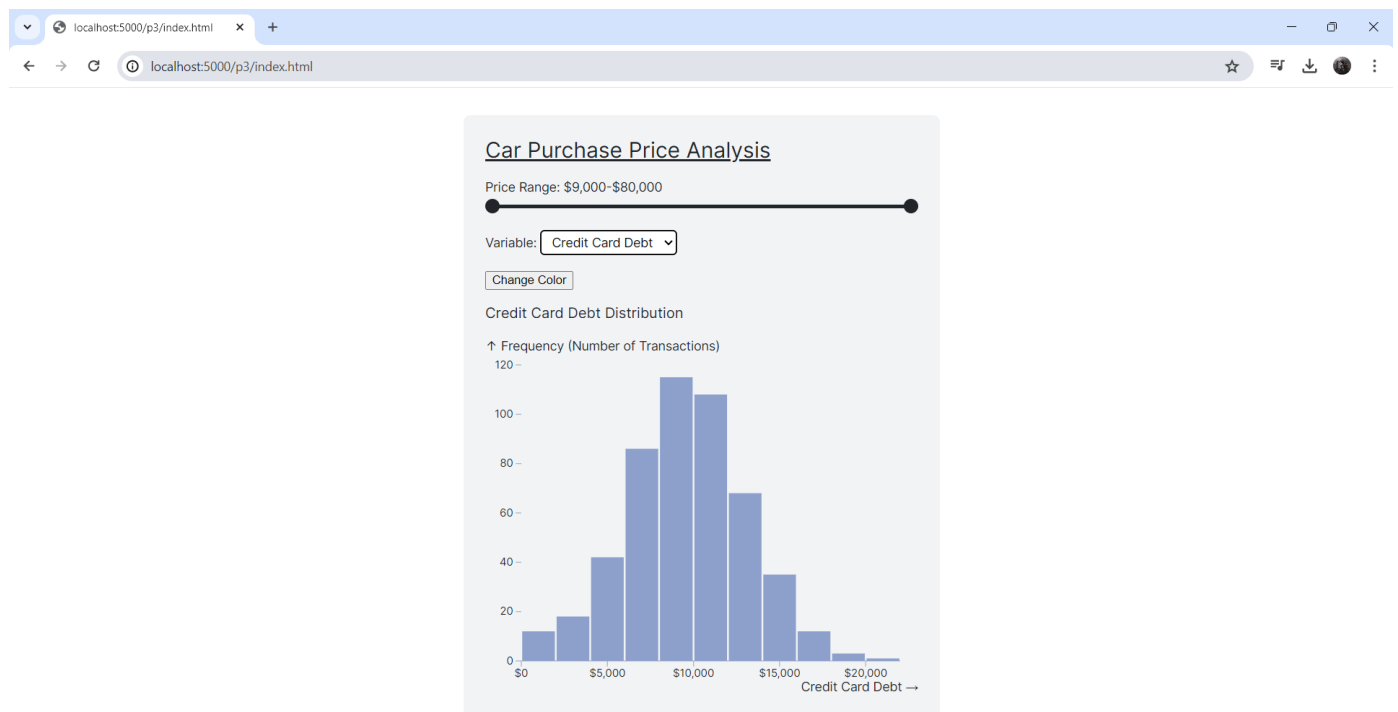 localhost:5000/p3/index.html
localhost:5000/p3/index.html
Car Purchase Price Analysis
Price Range: $9,000-$80,000
Variable: Credit Card Debt
Change Color
Credit Card Debt Distribution
↑ Frequency (Number of Transactions)
120
100
80
60
40
20
0
$0 $5,000 $10,000 $15,000 $20,000
Credit Card Debt →